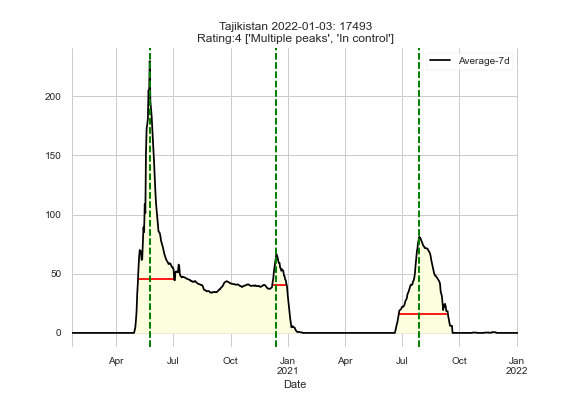 Tajikistan 2022-01-03: 17493
Rating:4 ['Multiple peaks', 'In control']
Average-7d
200
150
100
50
0
Apr Jul Oct Jan Apr Jul Oct Jan
2021 2022
Date